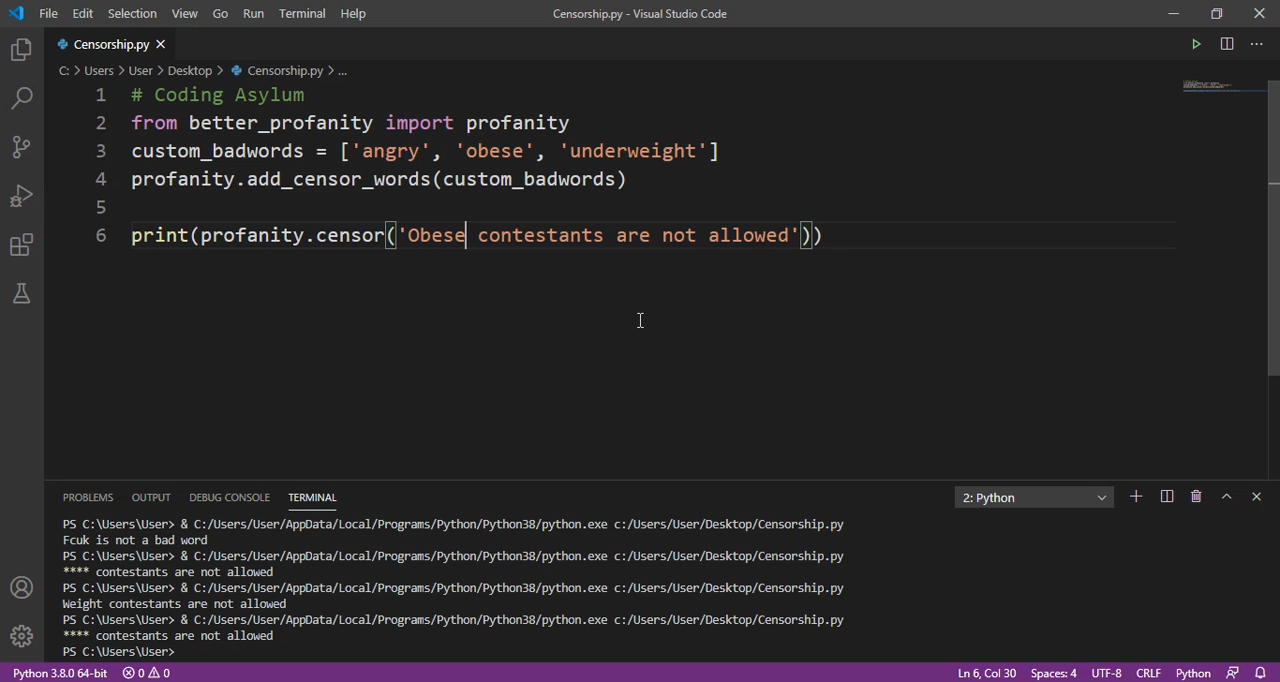 File Edit Selection View Go Run Terminal Help Censorship.py - Visual Studio Code
Censorship.py
C: > Users > User > Desktop > Censorship.py > ...
1 # Coding Asylum
2 from better_profanity import profanity
3 custom_badwords = ['angry', 'obese', 'underweight']
4 profanity.add_censor_words(custom_badwords)
5
6 print(profanity.censor('Obese contestants are not allowed'))
PROBLEMS OUTPUT DEBUG CONSOLE TERMINAL 2: Python
PS C:\Users\User> & C:/Users/User/AppData/Local/Programs/Python/Python38/python.exe c:/Users/User/Desktop/Censorship.py
Fcuk is not a bad word
PS C:\Users\User> & C:/Users/User/AppData/Local/Programs/Python/Python38/python.exe c:/Users/User/Desktop/Censorship.py
**** contestants are not allowed
PS C:\Users\User> & C:/Users/User/AppData/Local/Programs/Python/Python38/python.exe c:/Users/User/Desktop/Censorship.py
Weight contestants are not allowed
PS C:\Users\User> & C:/Users/User/AppData/Local/Programs/Python/Python38/python.exe c:/Users/User/Desktop/Censorship.py
**** contestants are not allowed
PS C:\Users\User>
Python 3.8.0 64-bit 0 0 Ln 6, Col 30 Spaces: 4 UTF-8 CRLF Python